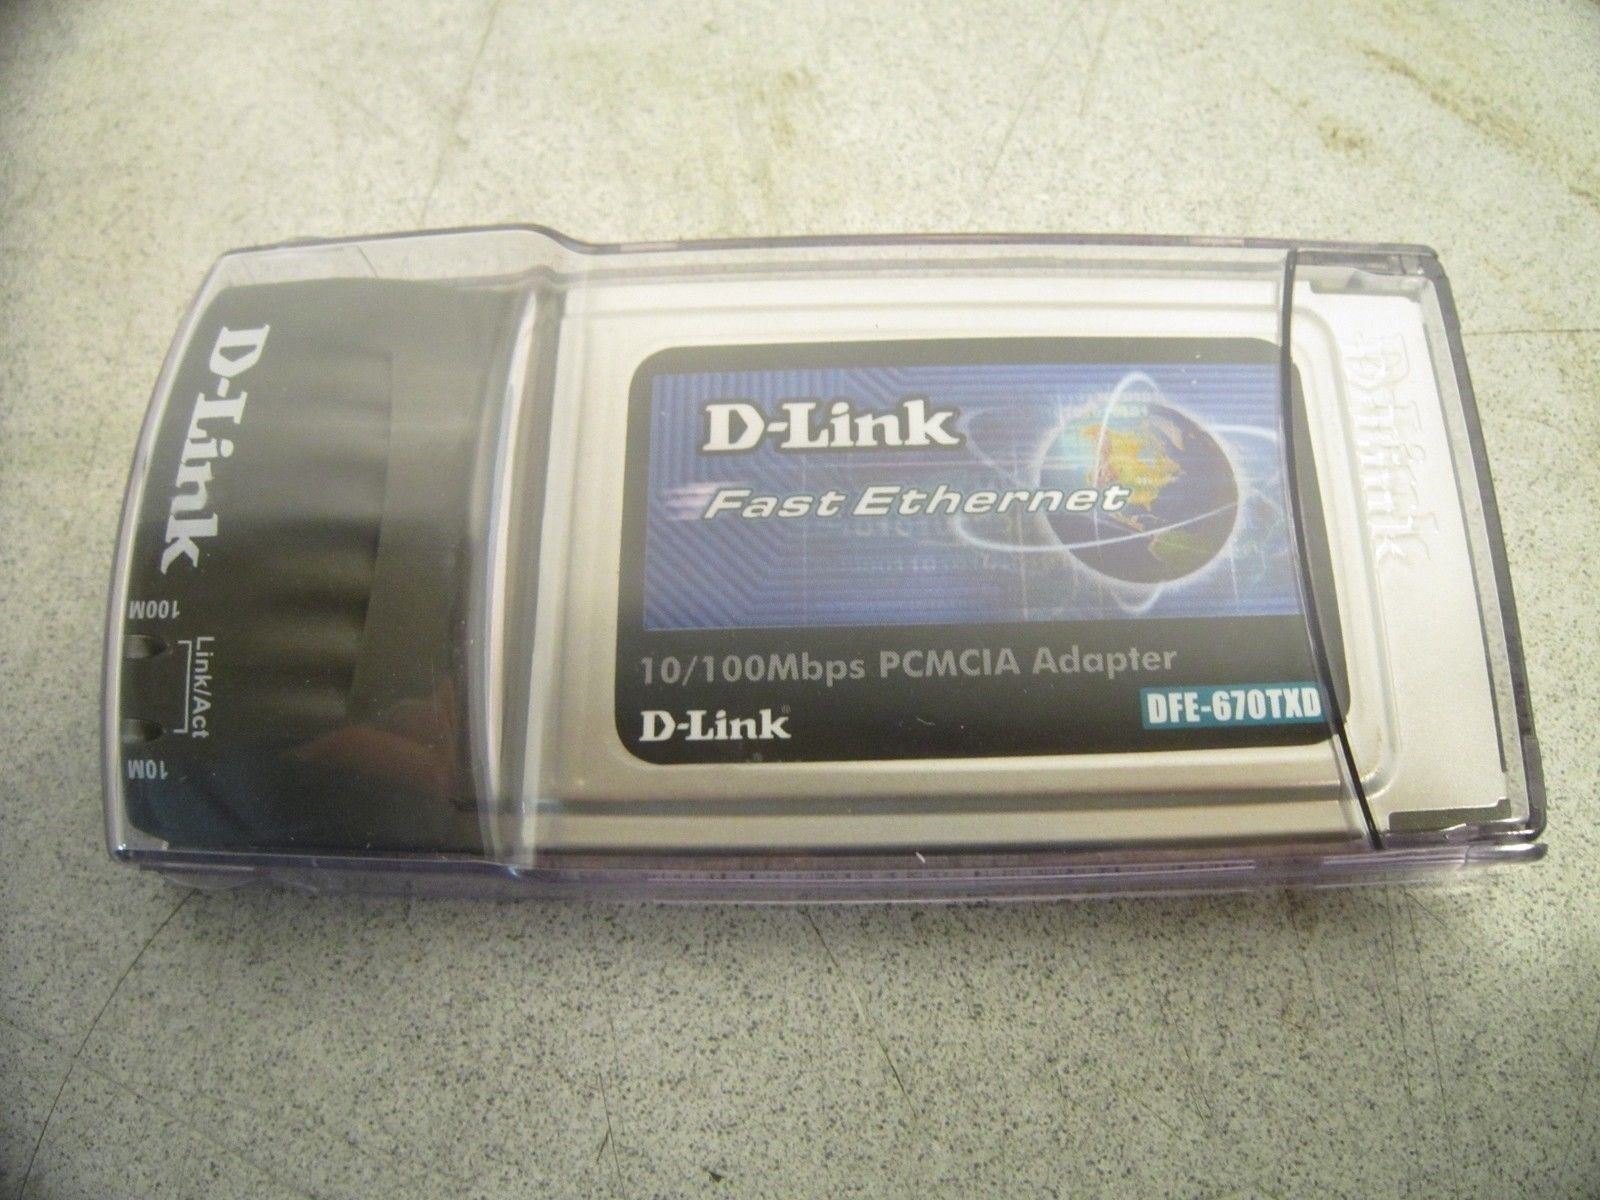 D-Link
100M
Link/Act
10M
D-Link
Fast Ethernet
10/100Mbps PCMCIA Adapter
D-Link®
DFE-670TXD
D-Link